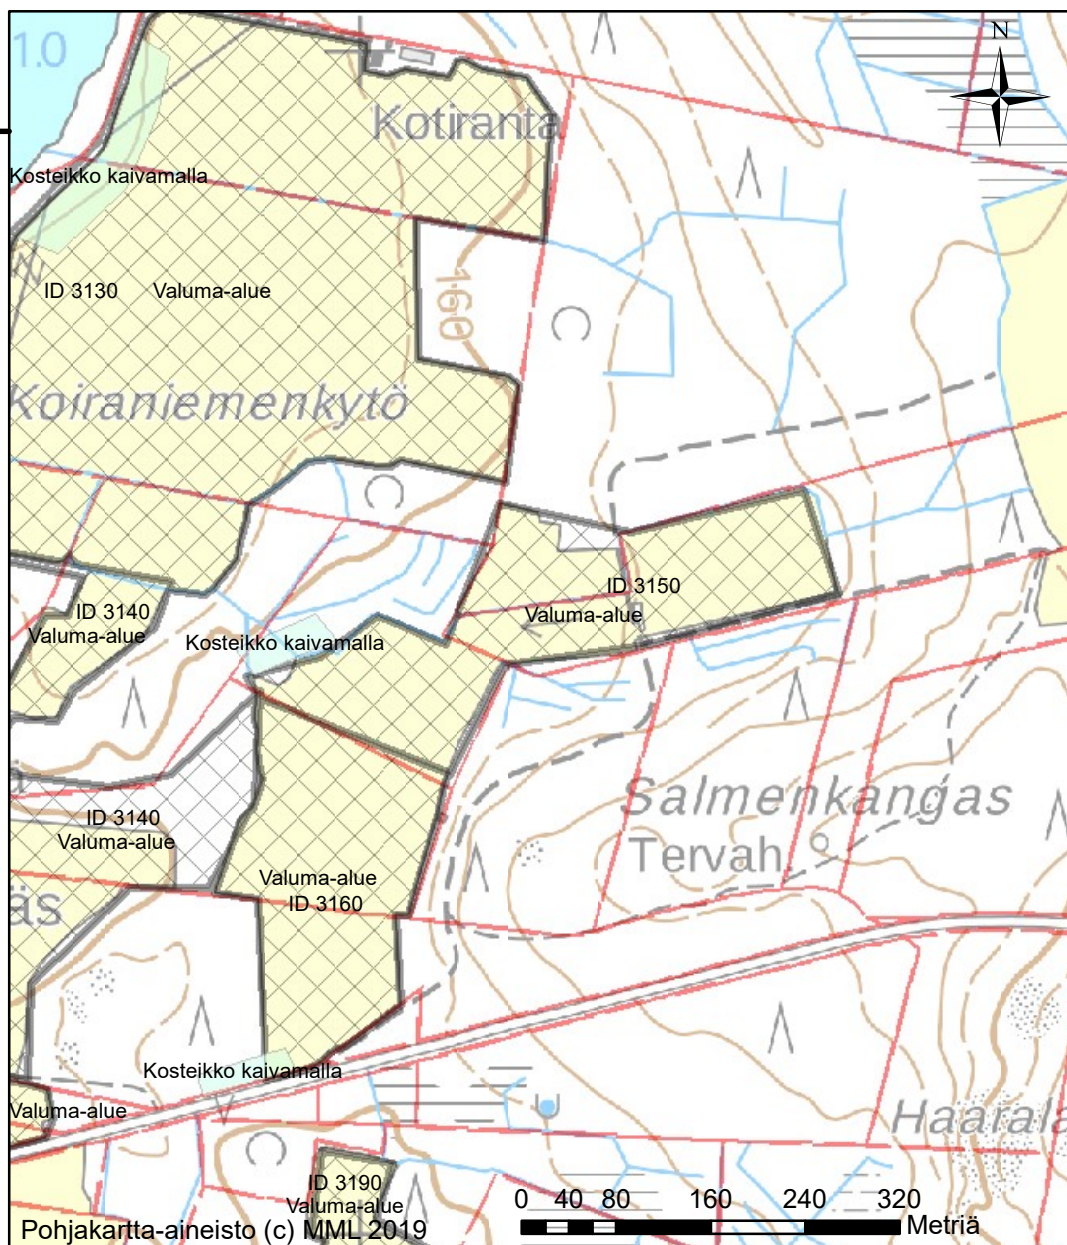 1.0
N
Kotiranta
Kosteikko kaivamalla
ID 3130 Valuma-alue
160
Koiraniemenkytö
ID 3150
Valuma-alue
ID 3140
Valuma-alue
Kosteikko kaivamalla
Salmenkangas
Tervah.
ID 3140
Valuma-alue
Valuma-alue
ID 3160
äs
Kosteikko kaivamalla
Valuma-alue
Haarala
ID 3190
Valuma-alue
0 40 80 160 240 320
Metriä
Pohjakartta-aineisto (c) MML 2019